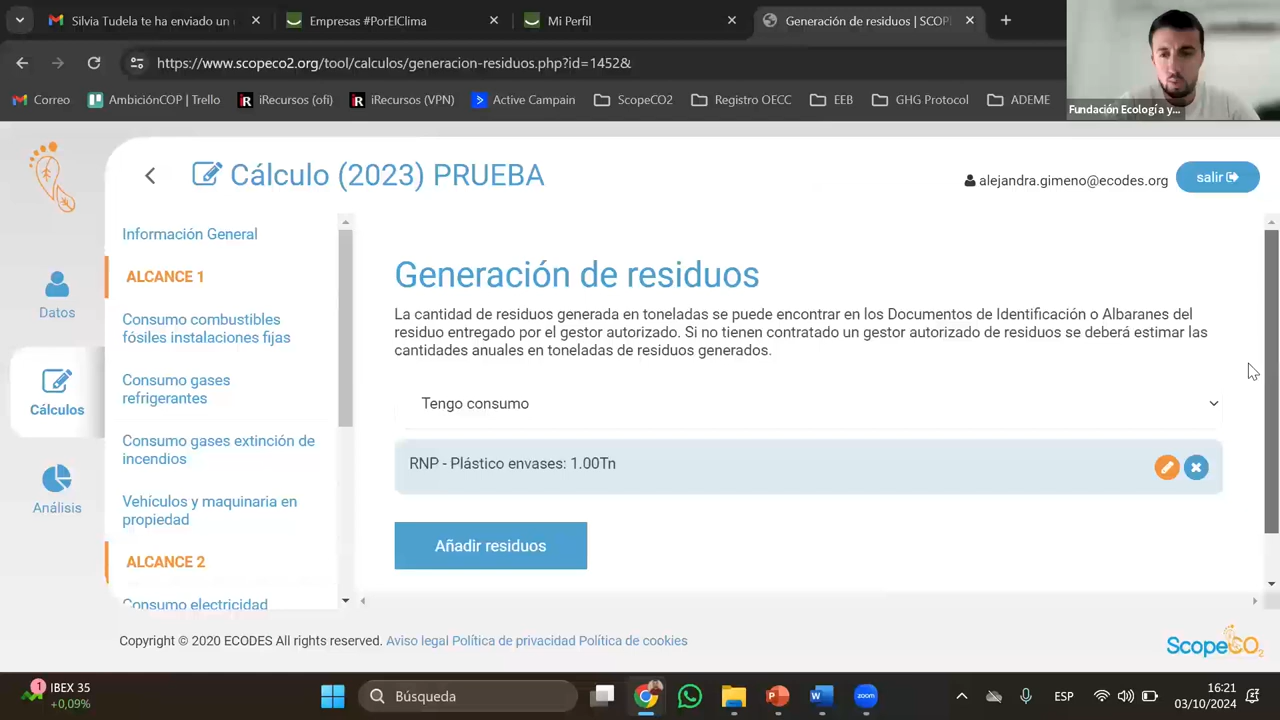 Silvia Tudela te ha enviado un
Empresas #PorElClima
Mi Perfil
Generación de residuos | SCOP
https://www.scopeco2.org/tool/calculos/generacion-residuos.php?id=1452&
Correo
AmbiciónCOP | Trello
iRecursos (ofi)
iRecursos (VPN)
Active Campain
ScopeCO2
Registro OECC
EEB
GHG Protocol
ADEME
Fundación Ecología y...
Cálculo (2023) PRUEBA
alejandra.gimeno@ecodes.org
salir
Datos
Cálculos
Análisis
Información General
ALCANCE 1
Consumo combustibles
fósiles instalaciones fijas
Consumo gases
refrigerantes
Consumo gases extinción de
incendios
Vehículos y maquinaria en
propiedad
ALCANCE 2
Consumo electricidad
Generación de residuos
La cantidad de residuos generada en toneladas se puede encontrar en los Documentos de Identificación o Albaranes del
residuo entregado por el gestor autorizado. Si no tienen contratado un gestor autorizado de residuos se deberá estimar las
cantidades anuales en toneladas de residuos generados.
Tengo consumo
RNP - Plástico envases: 1.00Tn
Añadir residuos
Copyright © 2020 ECODES All rights reserved. Aviso legal Política de privacidad Política de cookies
ScopeCO2
1
IBEX 35
+0,09%
Búsqueda
zoom
ESP
16:21
03/10/2024